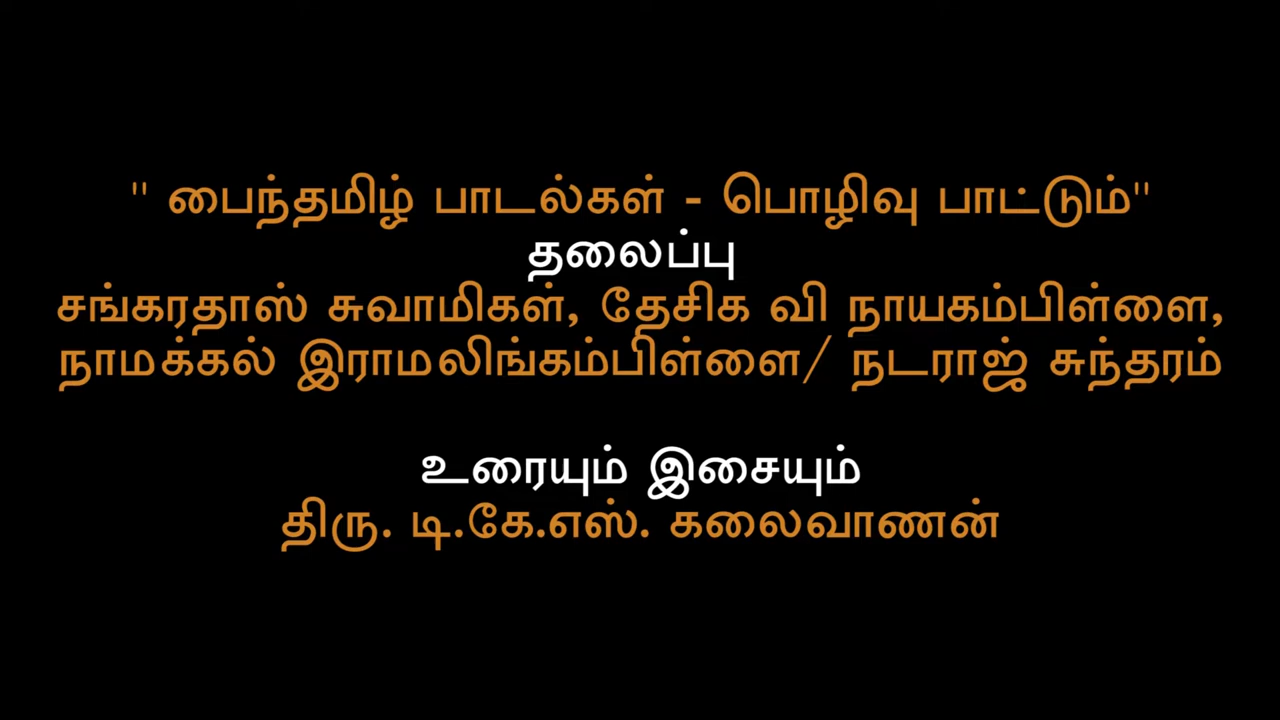 " பைந்தமிழ் பாடல்கள் - பொழிவு பாட்டும்"
தலைப்பு
சங்கரதாஸ் சுவாமிகள், தேசிக வி நாயகம்பிள்ளை,
நாமக்கல் இராமலிங்கம்பிள்ளை/ நடராஜ் சுந்தரம்
உரையும் இசையும்
திரு. டி.கே.எஸ். கலைவாணன்